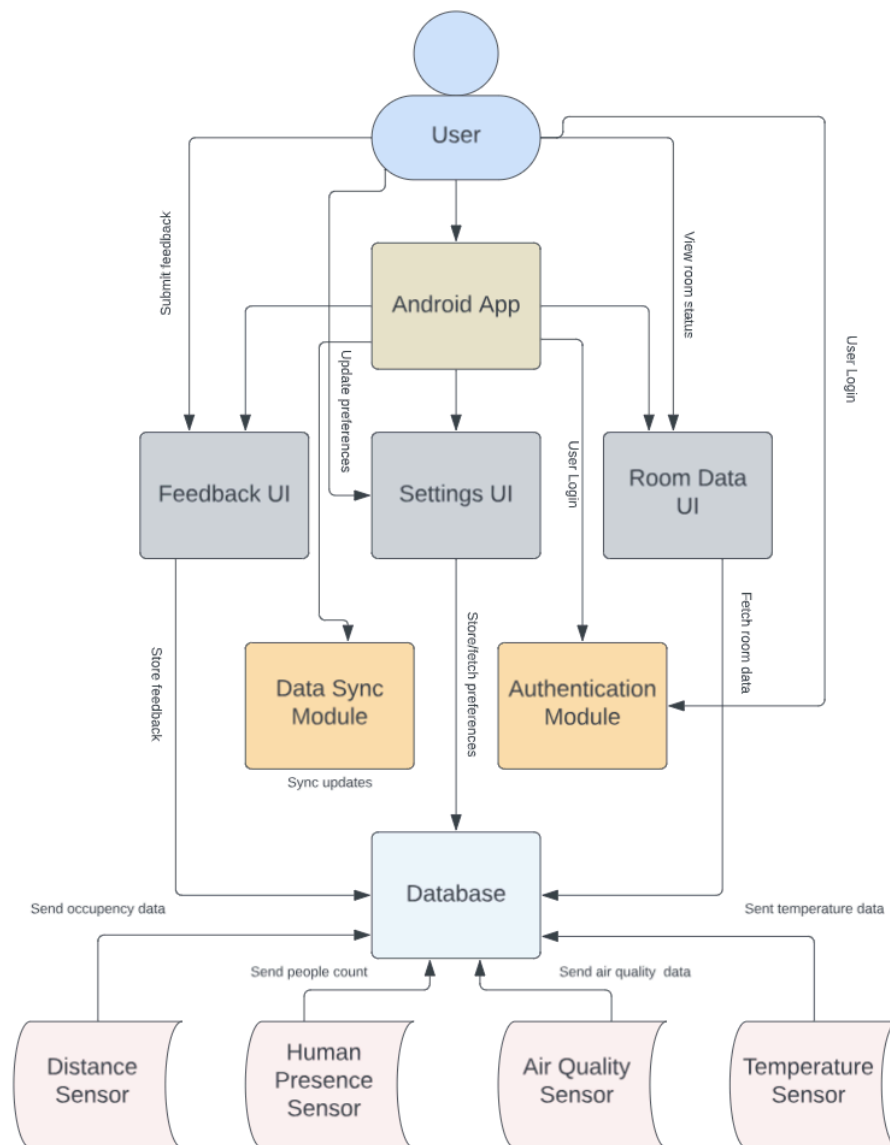 User
Submit feedback
View room status
User Login
Android App
Update preferences
User Login
Feedback UI
Settings UI
Room Data
UI
Store feedback
Store/fetch preferences
Fetch room data
Data Sync
Module
Authentication
Module
Sync updates
Database
Send occupency data
Sent temperature data
Send people count
Send air quality data
Distance
Sensor
Human
Presence
Sensor
Air Quality
Sensor
Temperature
Sensor